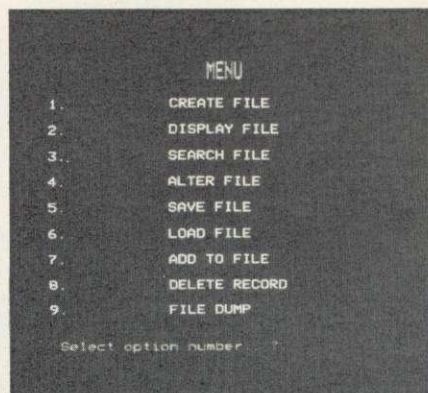 MENU
1. CREATE FILE
2. DISPLAY FILE
3. SEARCH FILE
4. ALTER FILE
5. SAVE FILE
6. LOAD FILE
7. ADD TO FILE
8. DELETE RECORD
9. FILE DUMP
Select option number ?